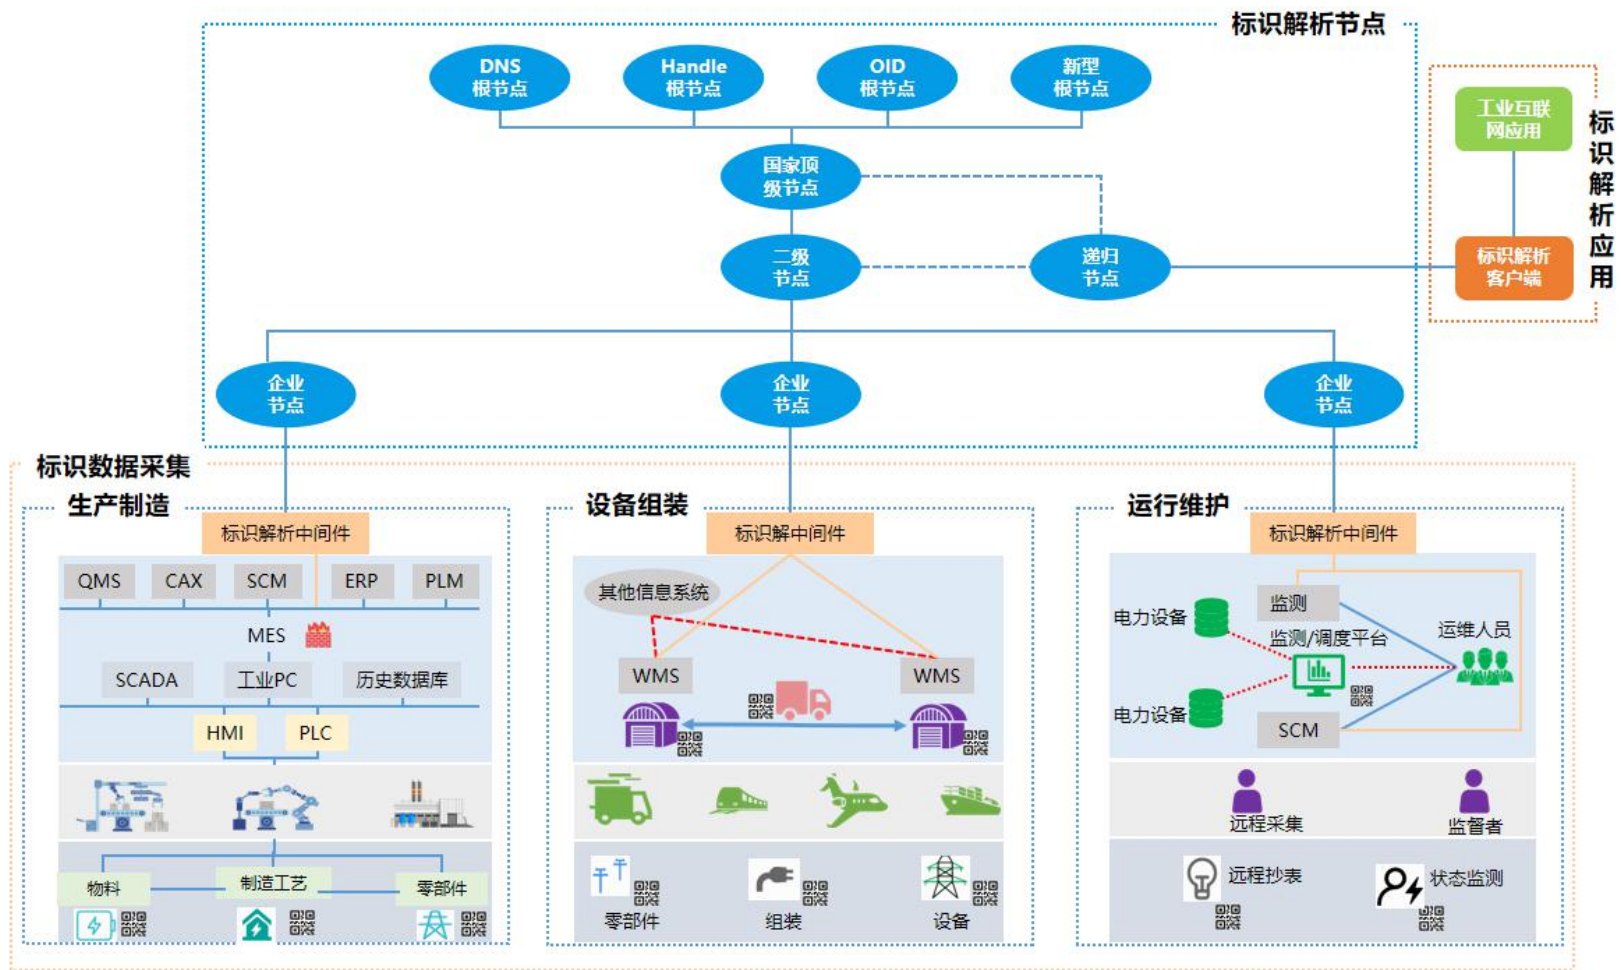 标识解析节点
DNS
根节点
Handle
根节点
OID
根节点
新型
根节点
工业互联
网应用
标识解析应用
国家顶
级节点
二级
节点
递归
节点
标识解析
客户端
企业
节点
企业
节点
企业
节点
标识数据采集
生产制造
标识解析中间件
QMS
CAX
SCM
ERP
PLM
MES
SCADA
工业PC
历史数据库
HMI
PLC
物料
制造工艺
零部件
设备组装
标识解中间件
其他信息系统
WMS
WMS
零部件
组装
设备
运行维护
标识解析中间件
监测
电力设备
监测/调度平台
运维人员
电力设备
SCM
远程采集
监督者
远程抄表
状态监测